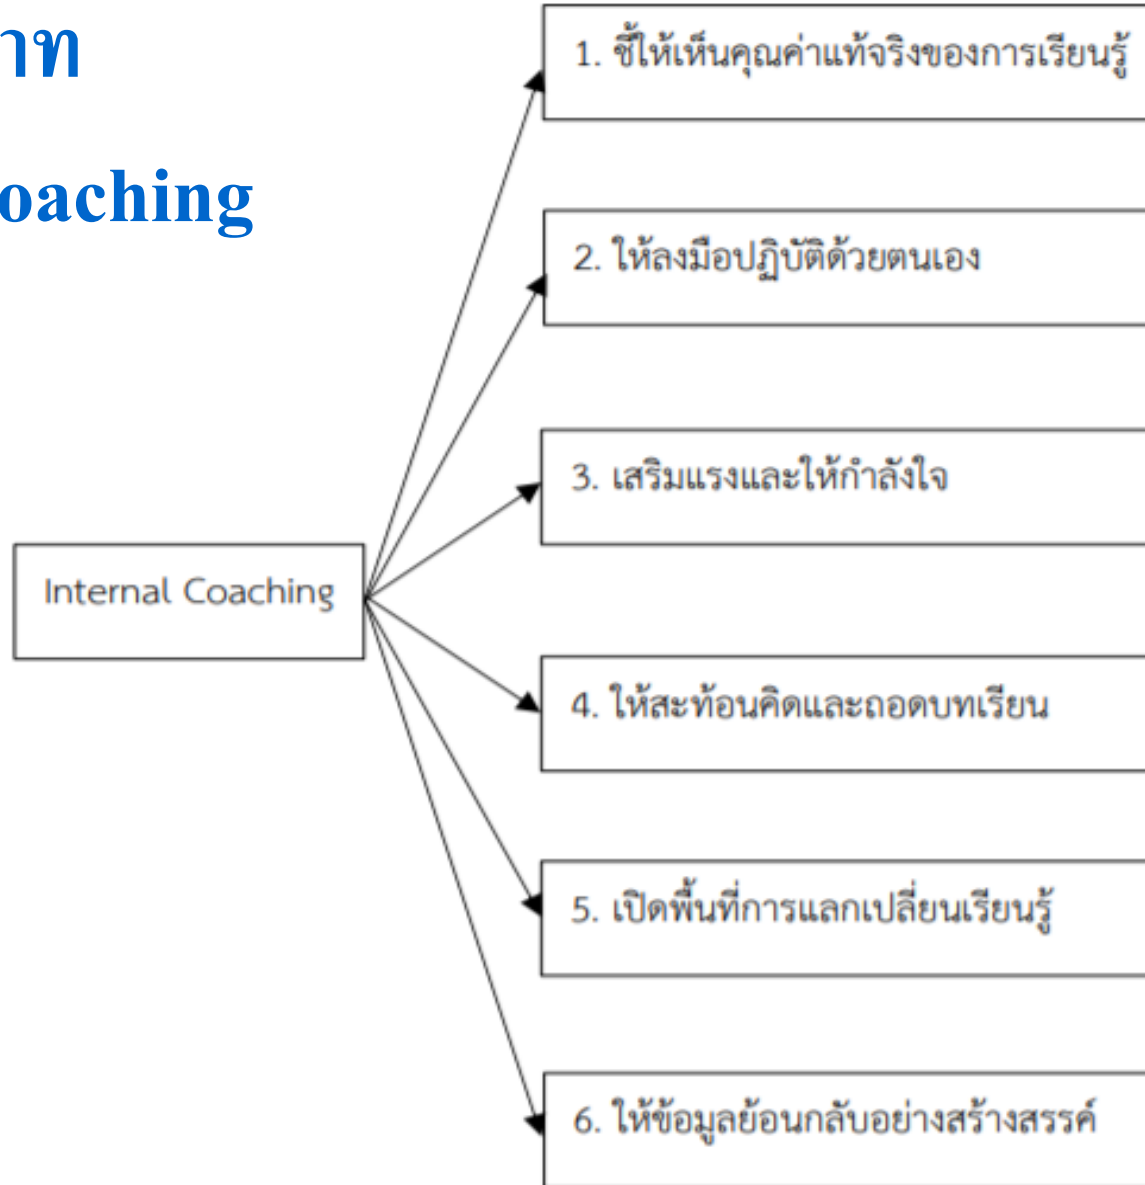 าท
oaching
1. ชี้ให้เห็นคุณค่าแท้จริงของการเรียนรู้
2. ให้ลงมือปฏิบัติด้วยตนเอง
3. เสริมแรงและให้กำลังใจ
Internal Coaching
4. ให้สะท้อนคิดและถอดบทเรียน
5. เปิดพื้นที่การแลกเปลี่ยนเรียนรู้
6. ให้ข้อมูลย้อนกลับอย่างสร้างสรรค์